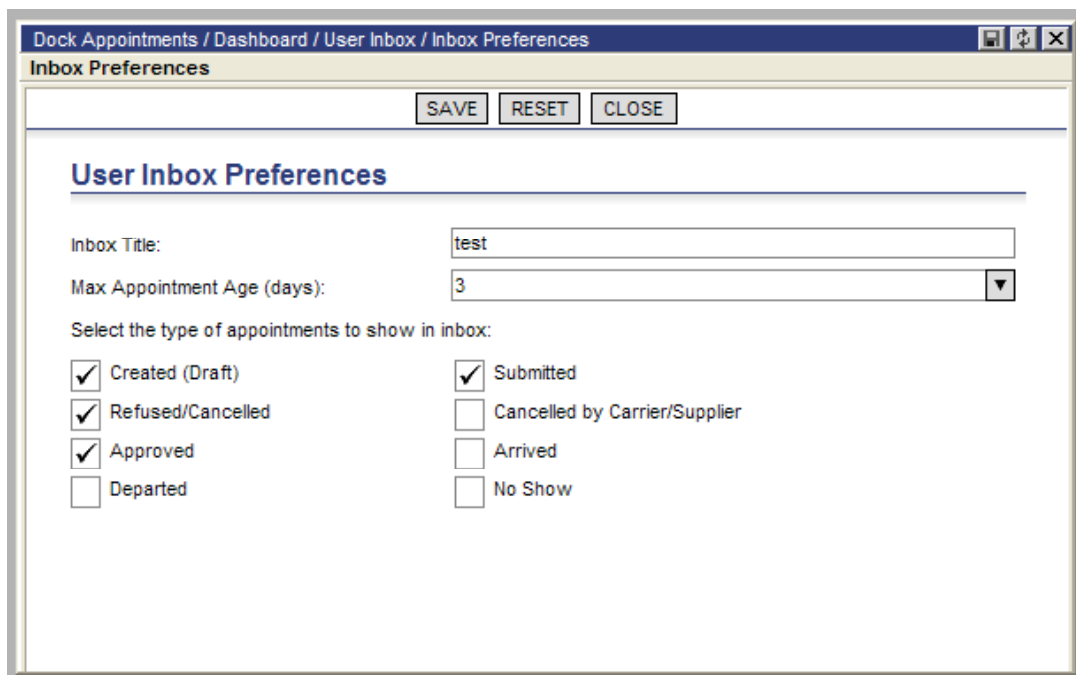 Dock Appointments / Dashboard / User Inbox / Inbox Preferences
Inbox Preferences
SAVE RESET CLOSE
User Inbox Preferences
Inbox Title: test
Max Appointment Age (days): 3
Select the type of appointments to show in inbox:
Created (Draft) Submitted
Refused/Cancelled Cancelled by Carrier/Supplier
Approved Arrived
Departed No Show